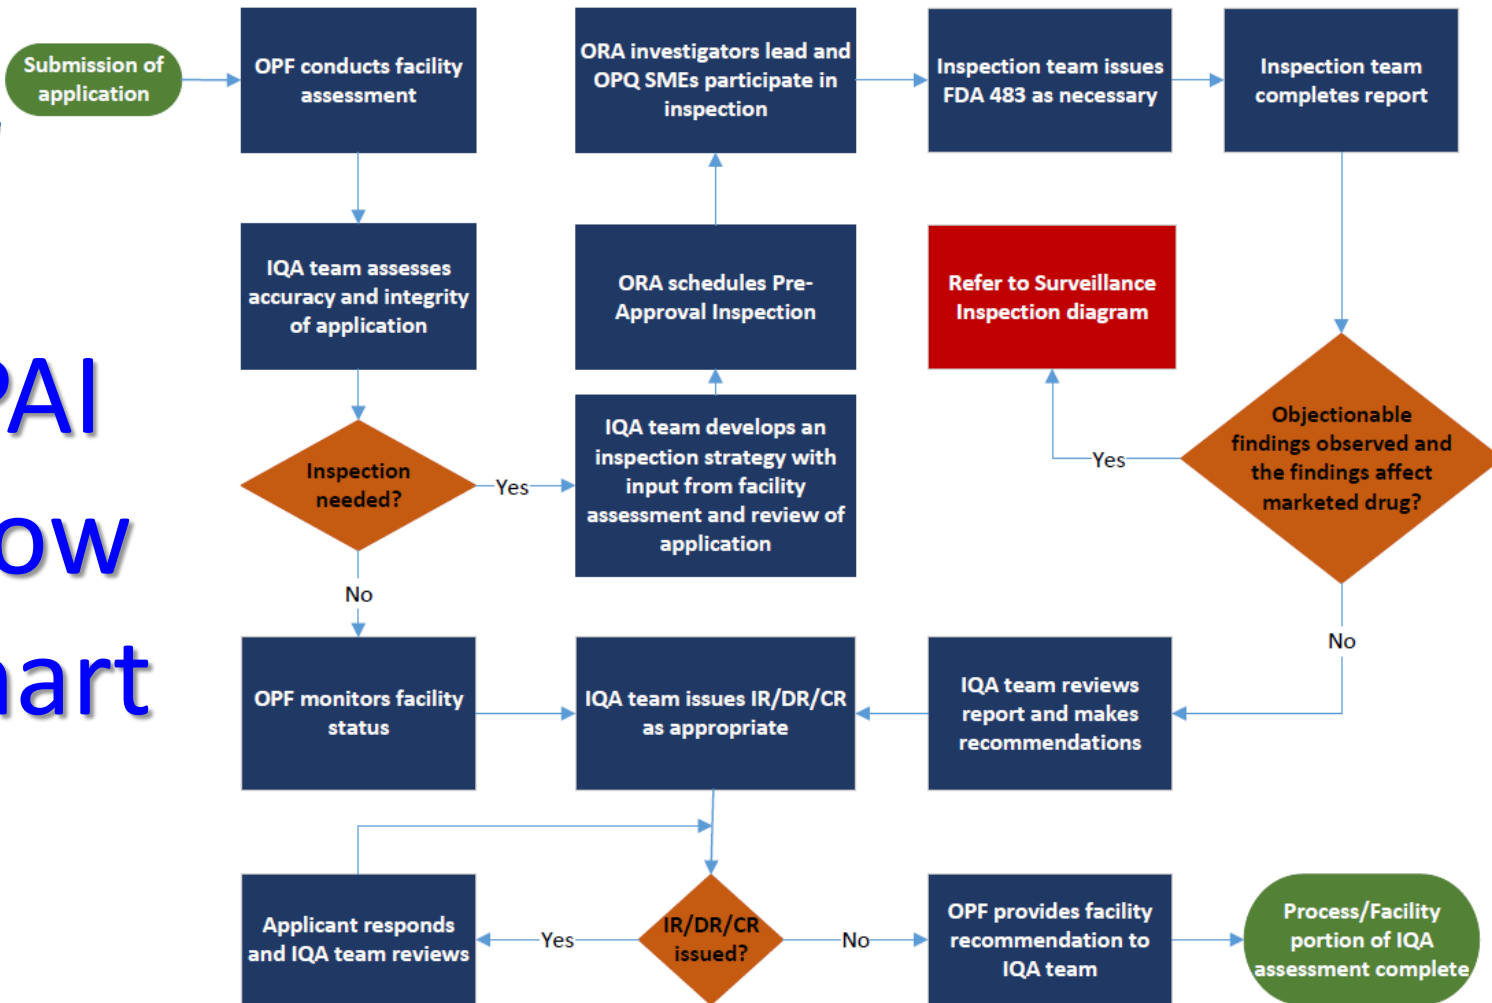 Submission of
application
OPF conducts facility
assessment
ORA investigators lead and
OPQ SMEs participate in
inspection
Inspection team issues
FDA 483 as necessary
Inspection team
completes report
IQA team assesses
accuracy and integrity
of application
ORA schedules Pre-
Approval Inspection
Refer to Surveillance
Inspection diagram
PAI
ow
art
Inspection
needed?
Yes
IQA team develops an
inspection strategy with
input from facility
assessment and review of
application
Yes
Objectionable
findings observed and
the findings affect
marketed drug?
No
No
OPF monitors facility
status
IQA team issues IR/DR/CR
as appropriate
IQA team reviews
report and makes
recommendations
Applicant responds
and IQA team reviews
Yes
IR/DR/CR
issued?
No
OPF provides facility
recommendation to
IQA team
Process/Facility
portion of IQA
assessment complete